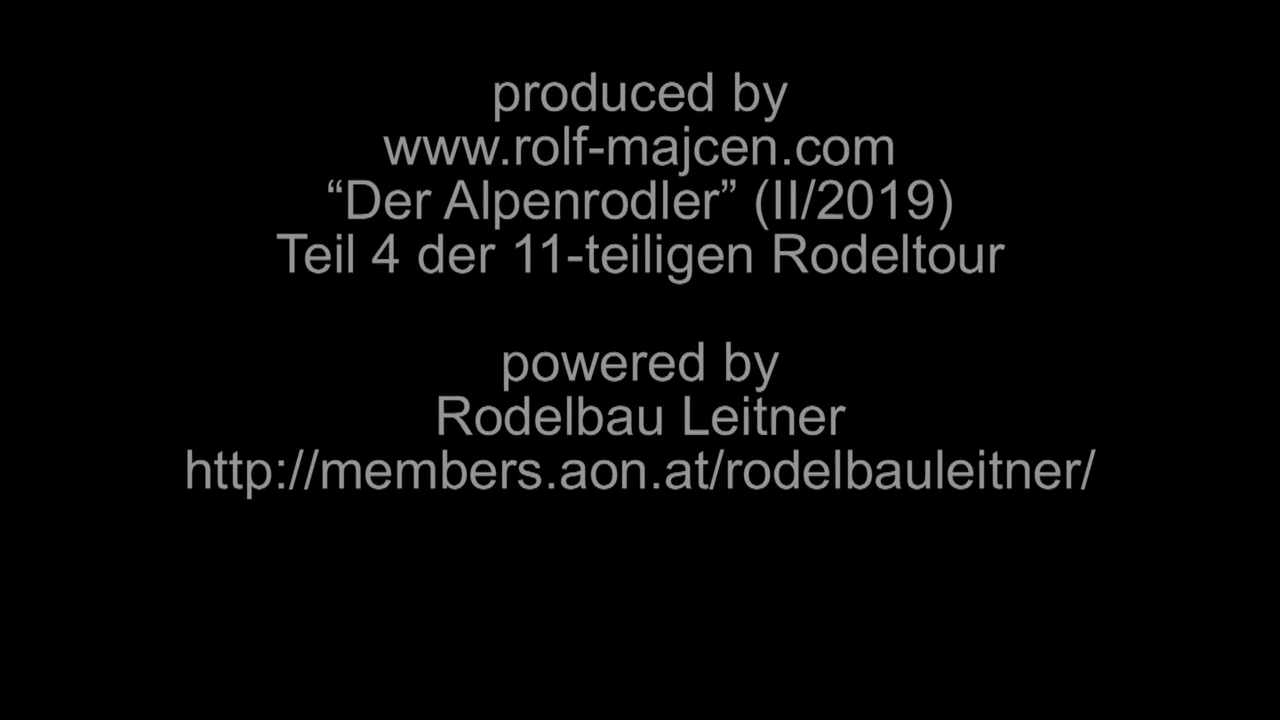 produced by
www.rolf-majcen.com
“Der Alpenrodler” (II/2019)
Teil 4 der 11-teiligen Rodeltour
powered by
Rodelbau Leitner
http://members.aon.at/rodelbauleitner/